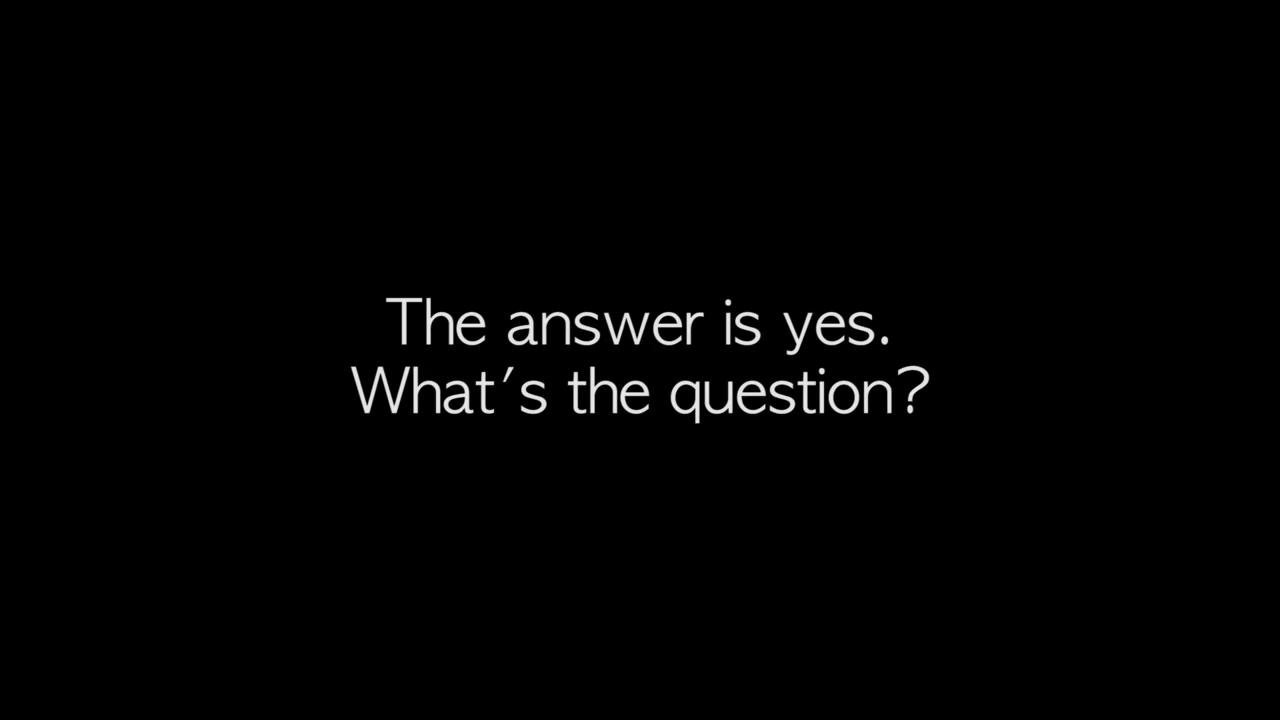 The answer is yes.
What's the question?